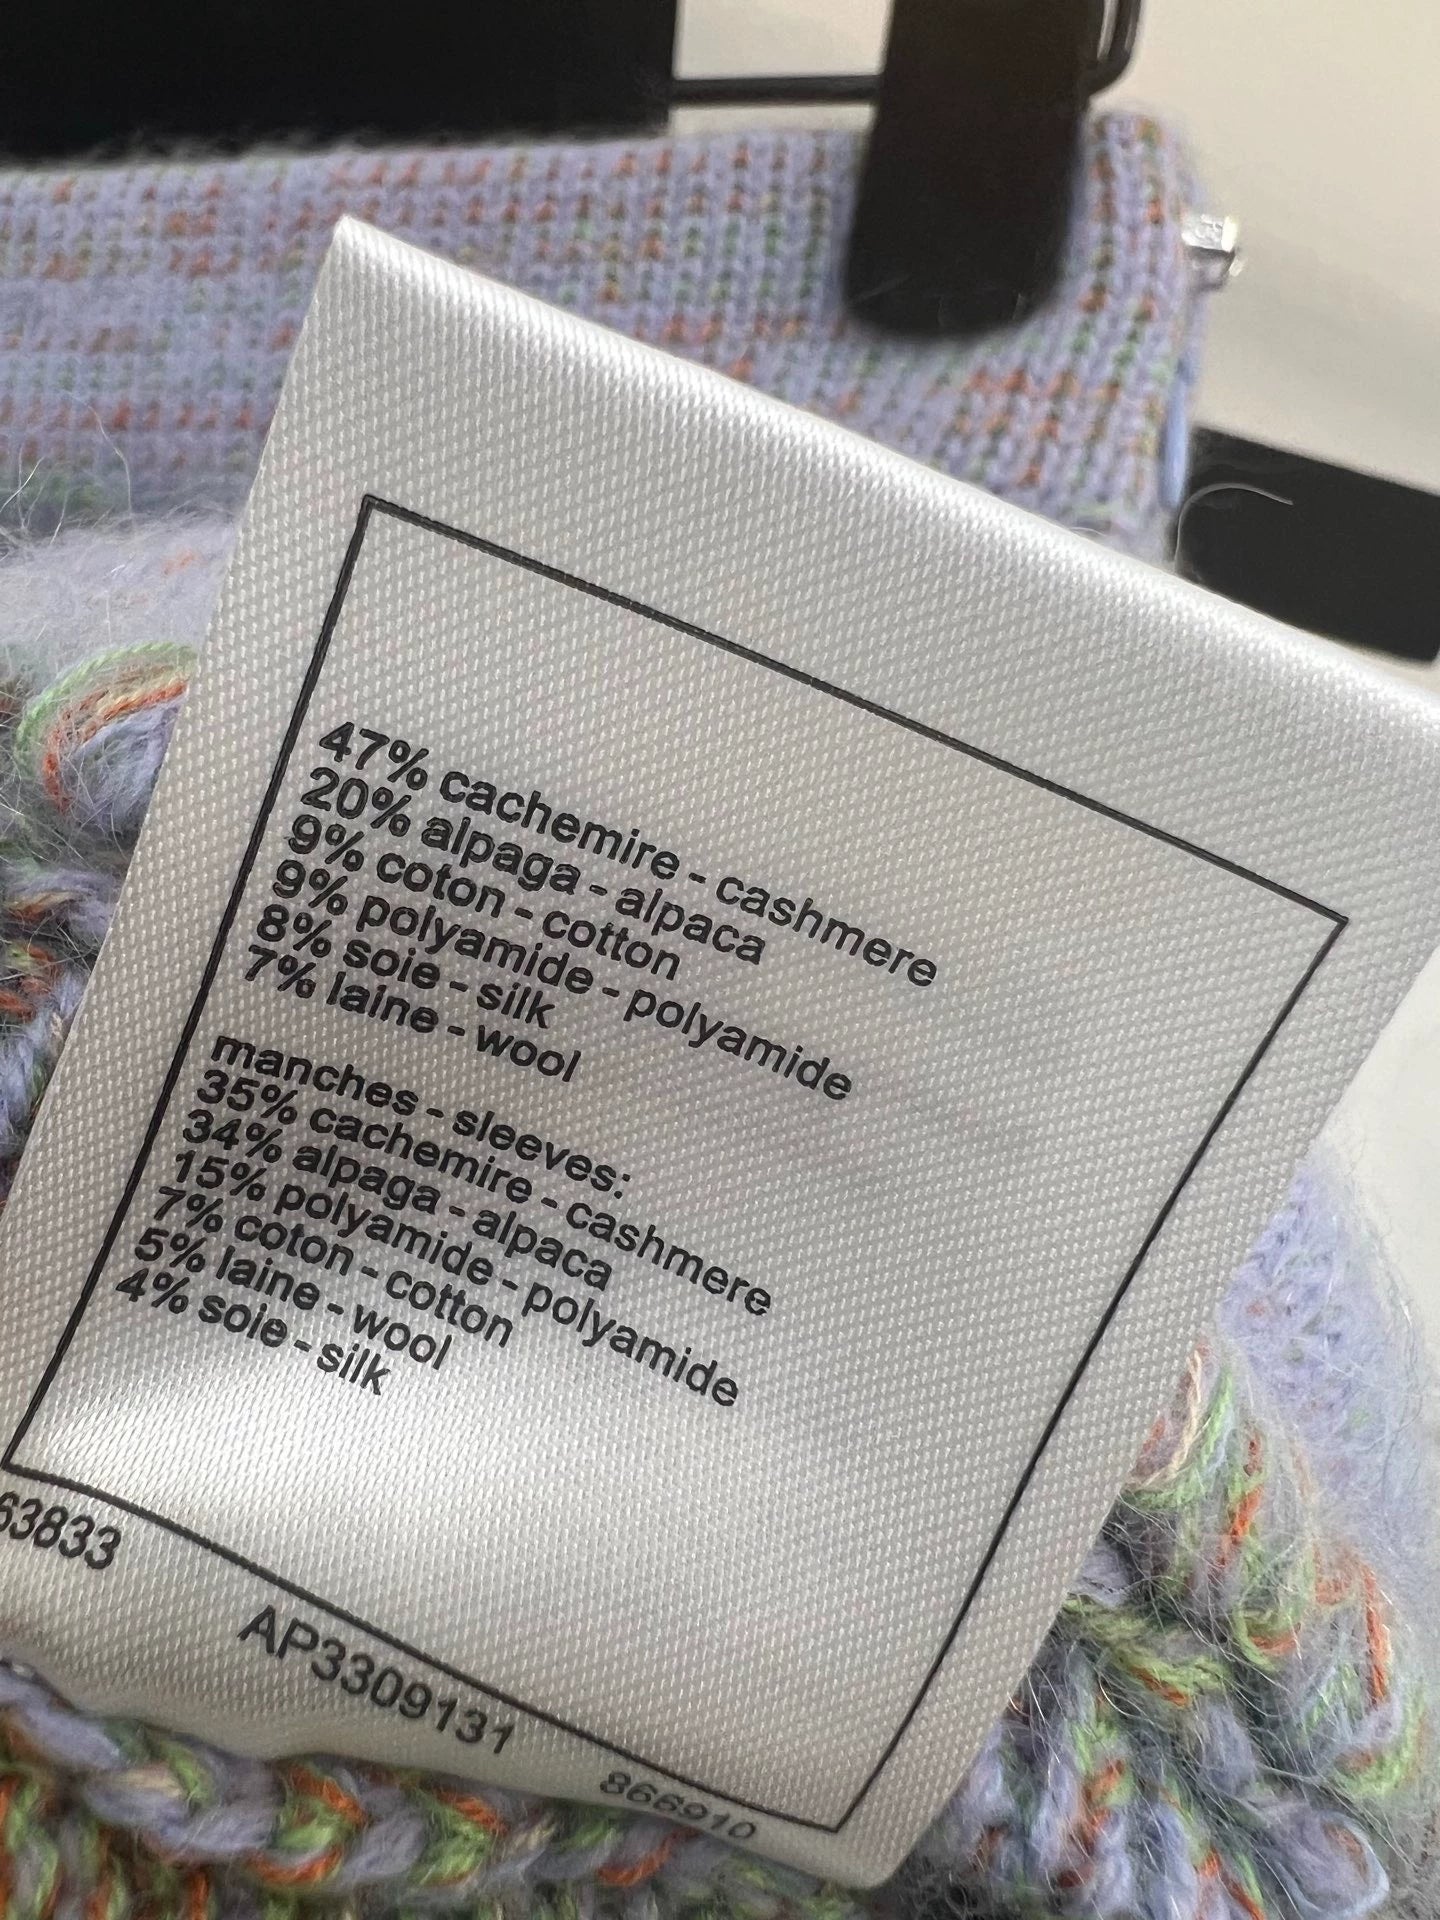 47% cachemire - cashmere
20% alpaga - alpaca
9% coton - cotton
9% polyamide - polyamide
8% soie - silk
7% laine - wool
manches - sleeves:
35% cachemire - cashmere
34% alpaga - alpaca
15% polyamide - polyamide
7% coton - cotton
5% laine - wool
4% soie - silk
63833
AP3309131
866910